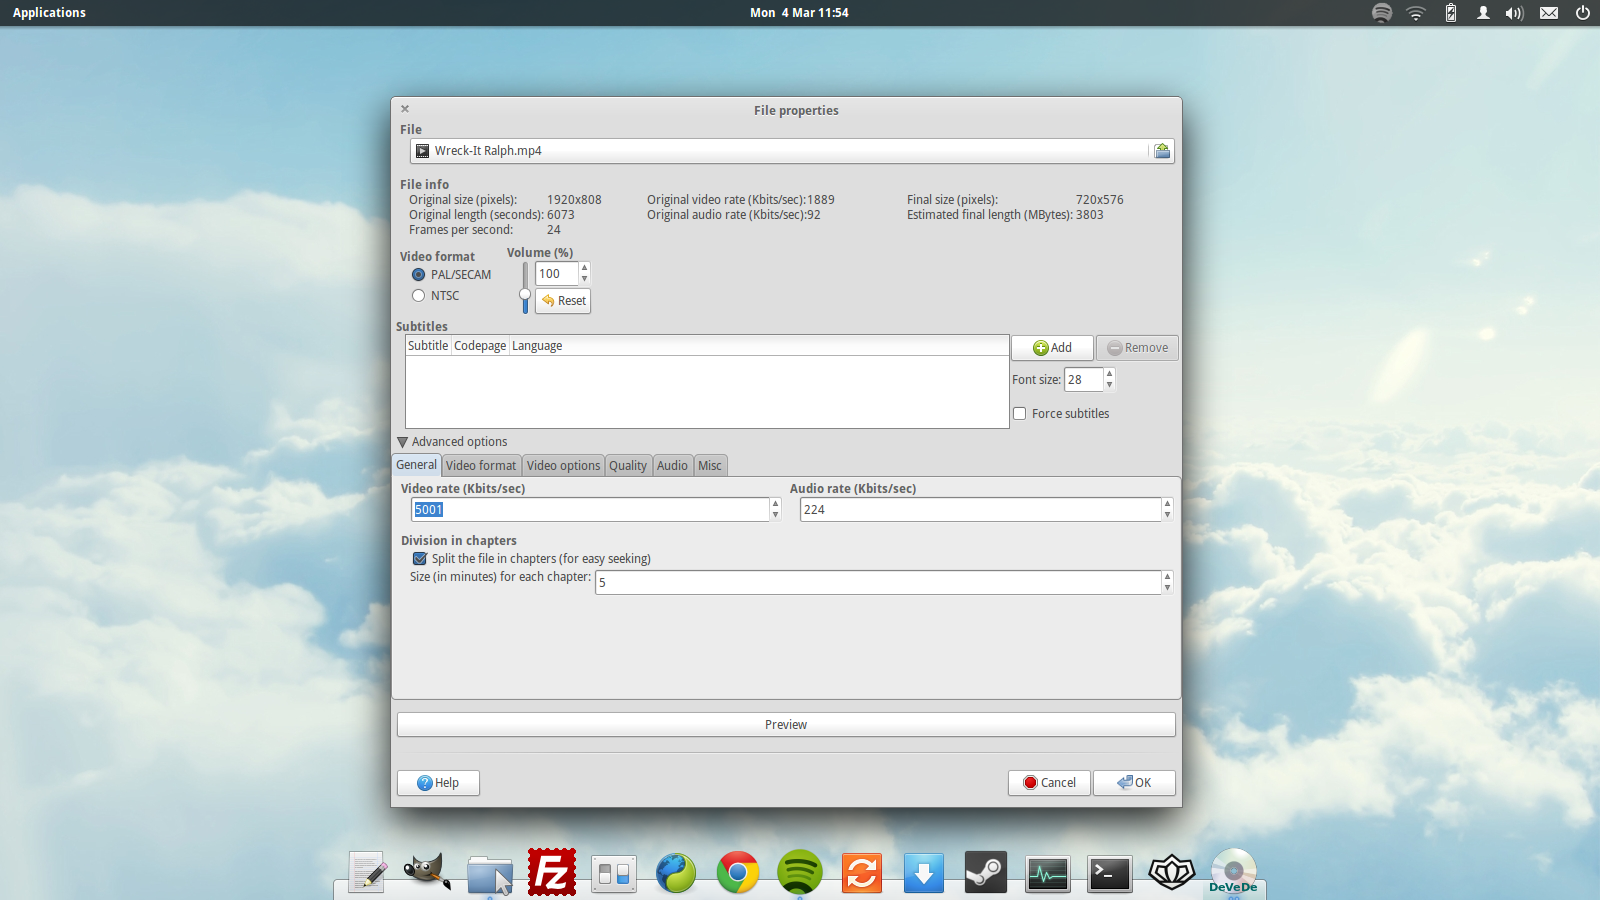 Applications
Mon 4 Mar 11:54
File properties
File
Wreck-It Ralph.mp4
File info
Original size (pixels): 1920x808 Original video rate (Kbits/sec):1889 Final size (pixels): 720x576
Original length (seconds): 6073 Original audio rate (Kbits/sec):92 Estimated final length (MBytes): 3803
Frames per second: 24
Video format Volume (%)
PAL/SECAM 100
NTSC Reset
Subtitles
Subtitle Codepage Language Add Remove
Font size: 28
Force subtitles
Advanced options
General Video format Video options Quality Audio Misc
Video rate (Kbits/sec) Audio rate (Kbits/sec)
5001 224
Division in chapters
Split the file in chapters (for easy seeking)
Size (in minutes) for each chapter: 5
Preview
Help Cancel OK
Fz
DeVeDe